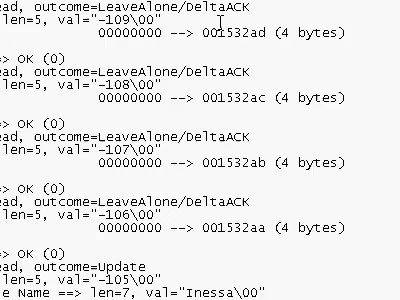 ead, outcome=LeaveAlone/DeltaACK
len=5, val="-109\00"
00000000 --> 001532ad (4 bytes)
=> OK (0)
ead, outcome=LeaveAlone/DeltaACK
len=5, val="-108\00"
00000000 --> 001532ac (4 bytes)
=> OK (0)
ead, outcome=LeaveAlone/DeltaACK
len=5, val="-107\00"
00000000 --> 001532ab (4 bytes)
=> OK (0)
ead, outcome=LeaveAlone/DeltaACK
len=5, val="-106\00"
00000000 --> 001532aa (4 bytes)
=> OK (0)
ead, outcome=Update
len=5, val="-105\00"
e Name ==> len=7, val="Inessa\00"